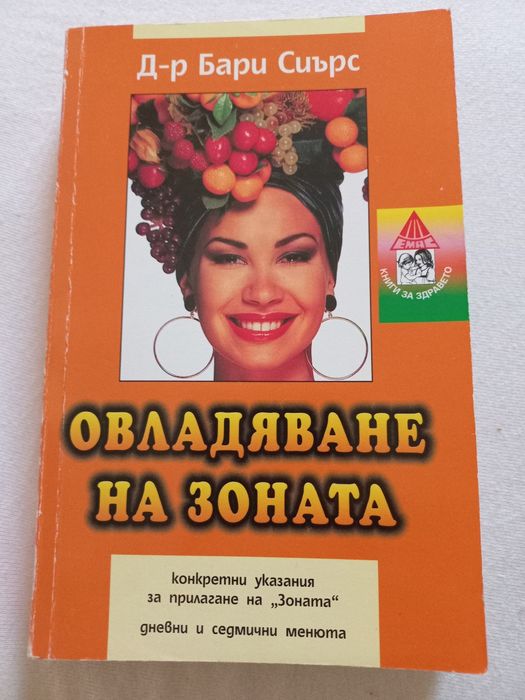 Д-р Бари Сиърс
ЕМАС
КНИГИ ЗА ЗДРАВЕТО
ОВЛАДЯВАНЕ
НА ЗОНАТА
конкретни указания
за прилагане на „Зоната“
дневни и седмични менюта